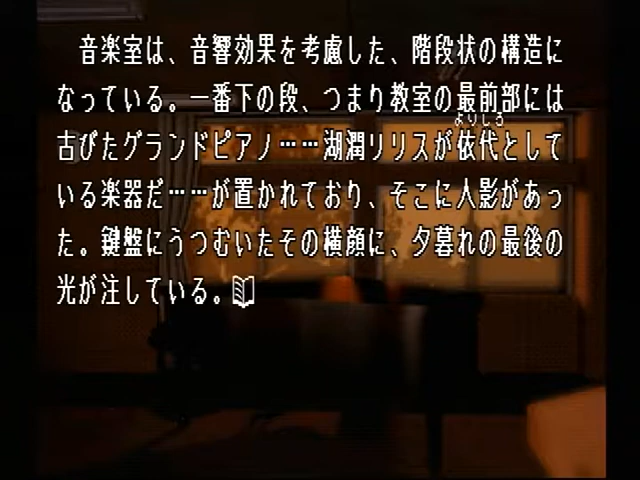 音楽室は、音響効果を考慮した、階段状の構造に
なっている。一番下の段、つまり教室の最前部には
よりしろ
古びたグランドピアノ……湖潤リリスが依代として
いる楽器だ……が置かれており、そこに人影があっ
た。鍵盤にうつむいたその横顔に、夕暮れの最後の
光が注している。